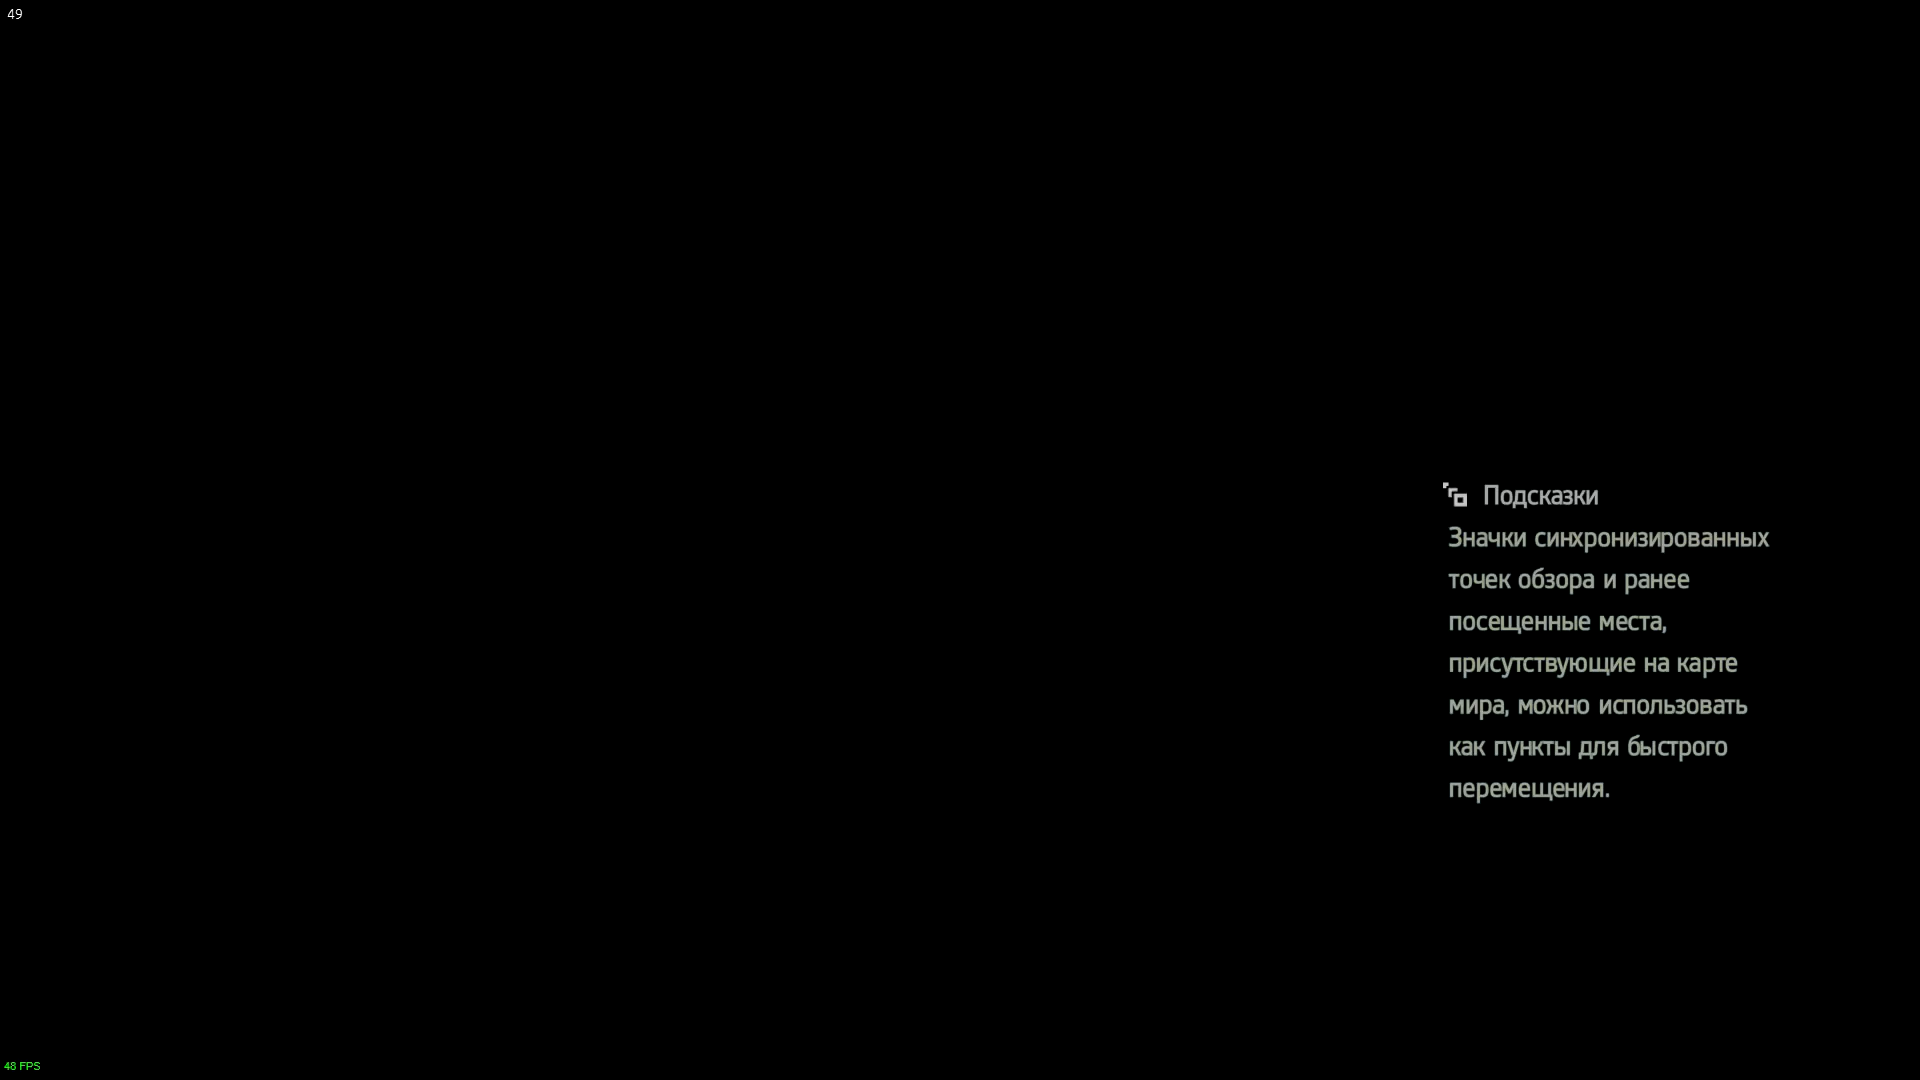 49
Подсказки
Значки синхронизированных
точек обзора и ранее
посещенные места,
присутствующие на карте
мира, можно использовать
как пункты для быстрого
перемещения.
48 FPS